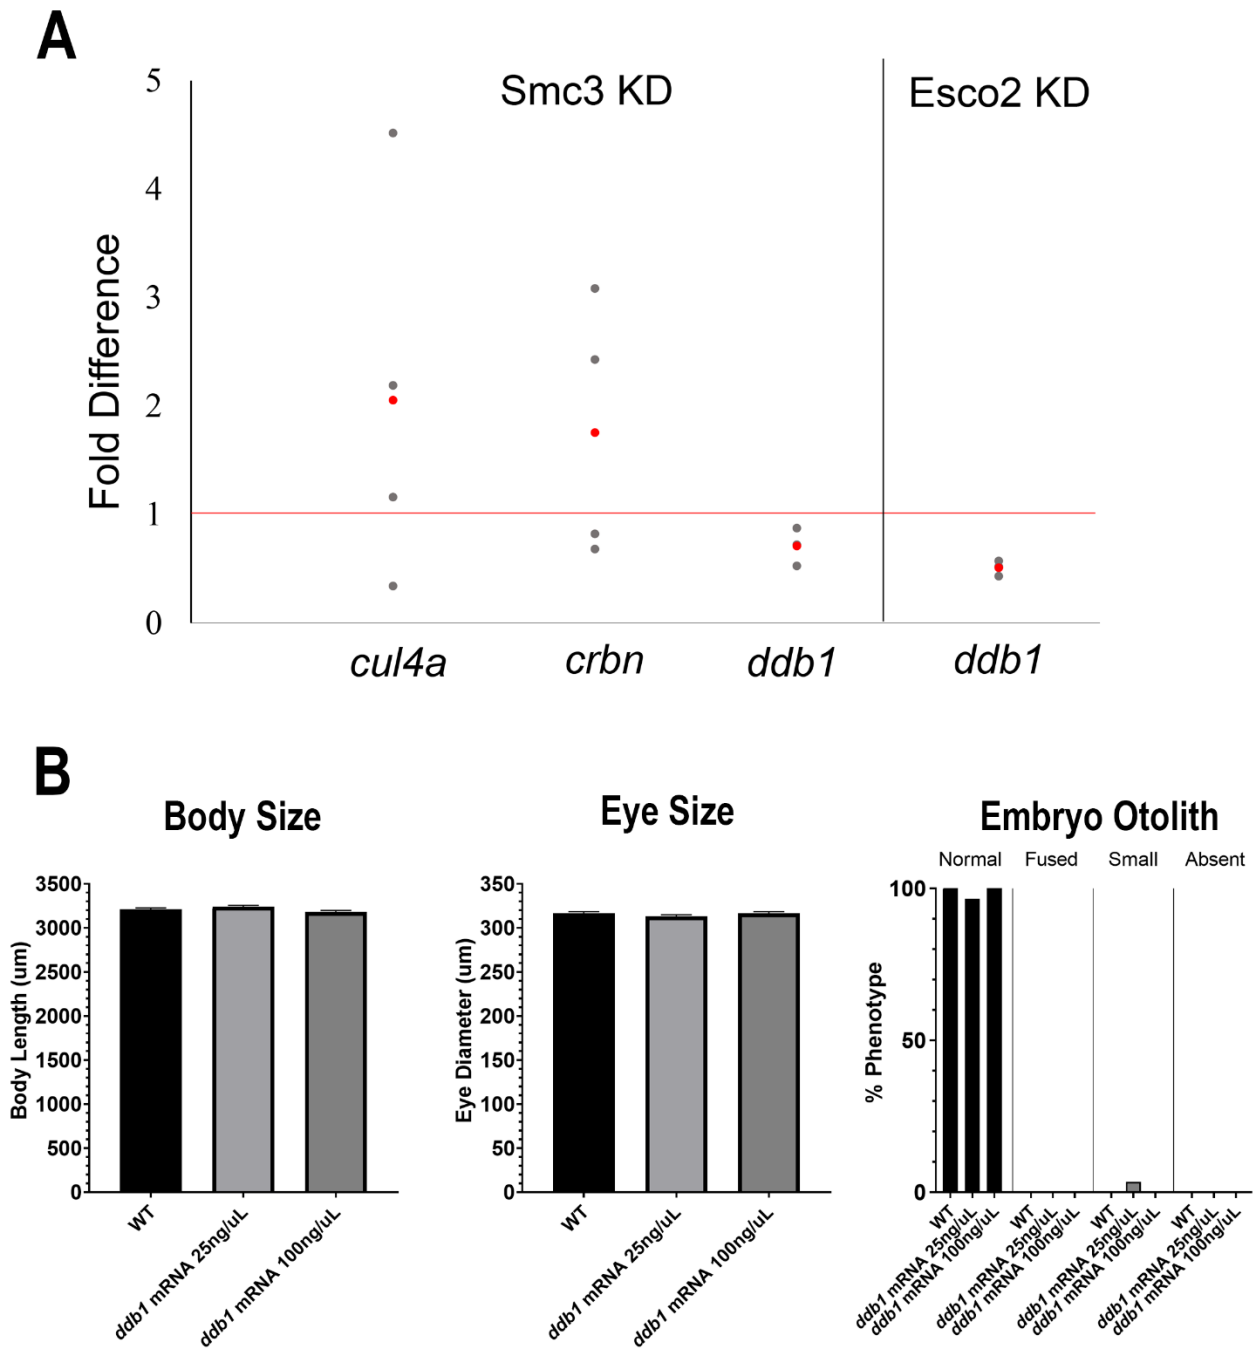 A
Smc3 KD
Esco2 KD
Fold Difference
5
4
3
2
1
0
cul4a
crbn
ddb1
ddb1
B
Body Size
Body Length (um)
3500
3000
2500
2000
1500
1000
500
0
WT
ddb1 mRNA 25ng/uL
ddb1 mRNA 100ng/uL
Eye Size
Eye Diameter (um)
350
300
250
200
150
100
50
0
WT
ddb1 mRNA 25ng/uL
ddb1 mRNA 100ng/uL
Embryo Otolith
Normal Fused Small Absent
% Phenotype
100
50
0
WT
ddb1 mRNA 25ng/uL
ddb1 mRNA 100ng/uL
WT
ddb1 mRNA 25ng/uL
ddb1 mRNA 100ng/uL
WT
ddb1 mRNA 25ng/uL
ddb1 mRNA 100ng/uL
WT
ddb1 mRNA 25ng/uL
ddb1 mRNA 100ng/uL